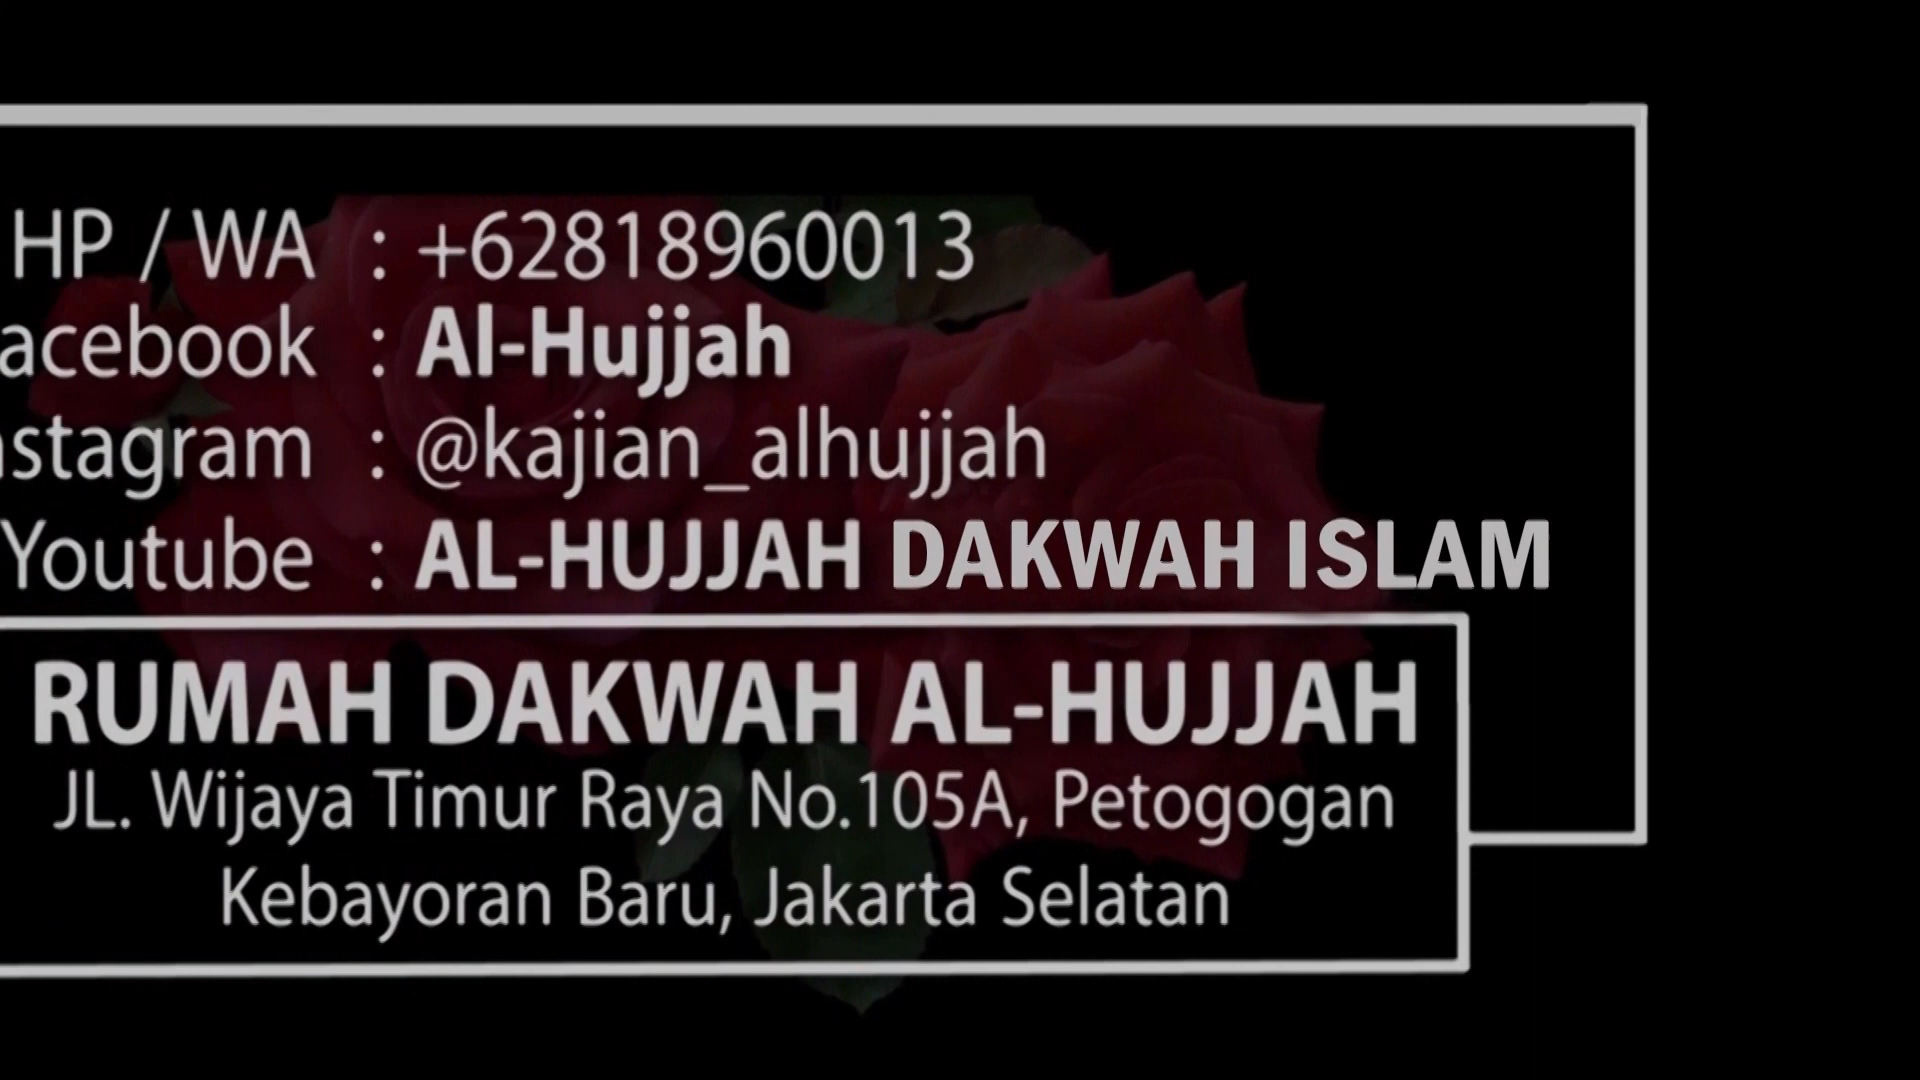 HP / WA : +62818960013
acebook : Al-Hujjah
nstagram : @kajian_alhujjah
Youtube : AL-HUJJAH DAKWAH ISLAM
RUMAH DAKWAH AL-HUJJAH
JL. Wijaya Timur Raya No.105A, Petogogan
Kebayoran Baru, Jakarta Selatan